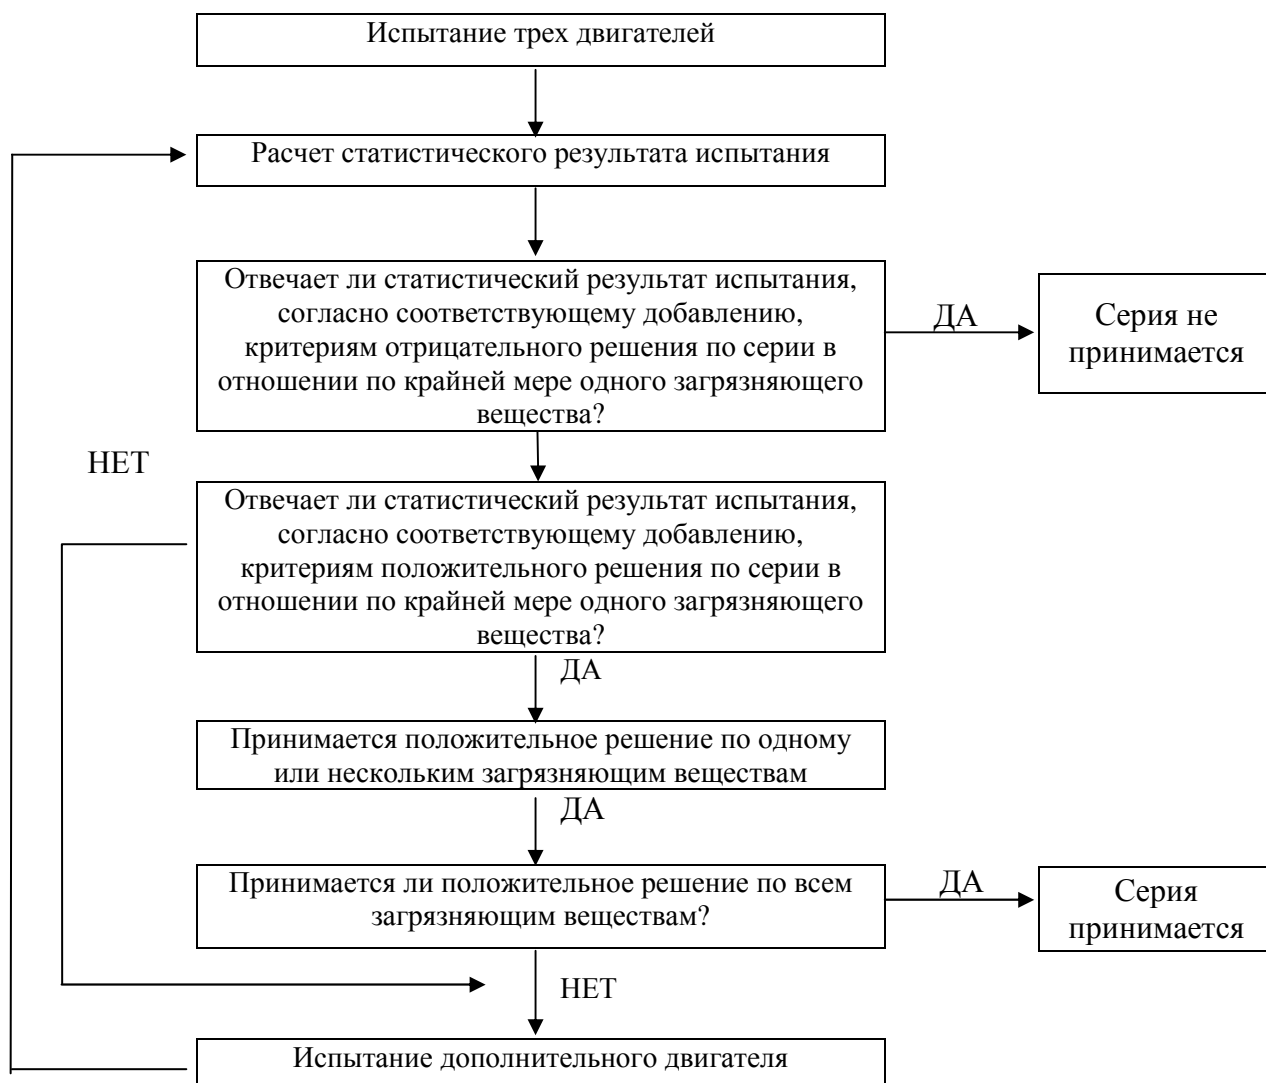 Испытание трех двигателей
Расчет статистического результата испытания
Отвечает ли статистический результат испытания,
согласно соответствующему добавлению,
критериям отрицательного решения по серии в
отношении по крайней мере одного загрязняющего
вещества?
ДА
Серия не
принимается
НЕТ
Отвечает ли статистический результат испытания,
согласно соответствующему добавлению,
критериям положительного решения по серии в
отношении по крайней мере одного загрязняющего
вещества?
ДА
Принимается положительное решение по одному
или нескольким загрязняющим веществам
ДА
Принимается ли положительное решение по всем
загрязняющим веществам?
ДА
Серия
принимается
НЕТ
Испытание дополнительного двигателя